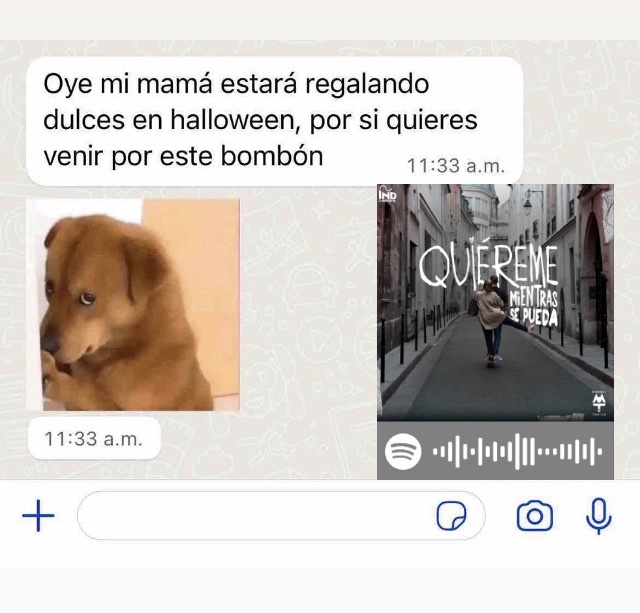 Oye mi mamá estará regalando
dulces en halloween, por si quieres
venir por este bombón
11:33 a.m.
IND
QUIÉREME
MIENTRAS
SE PUEDA
11:33 a.m.